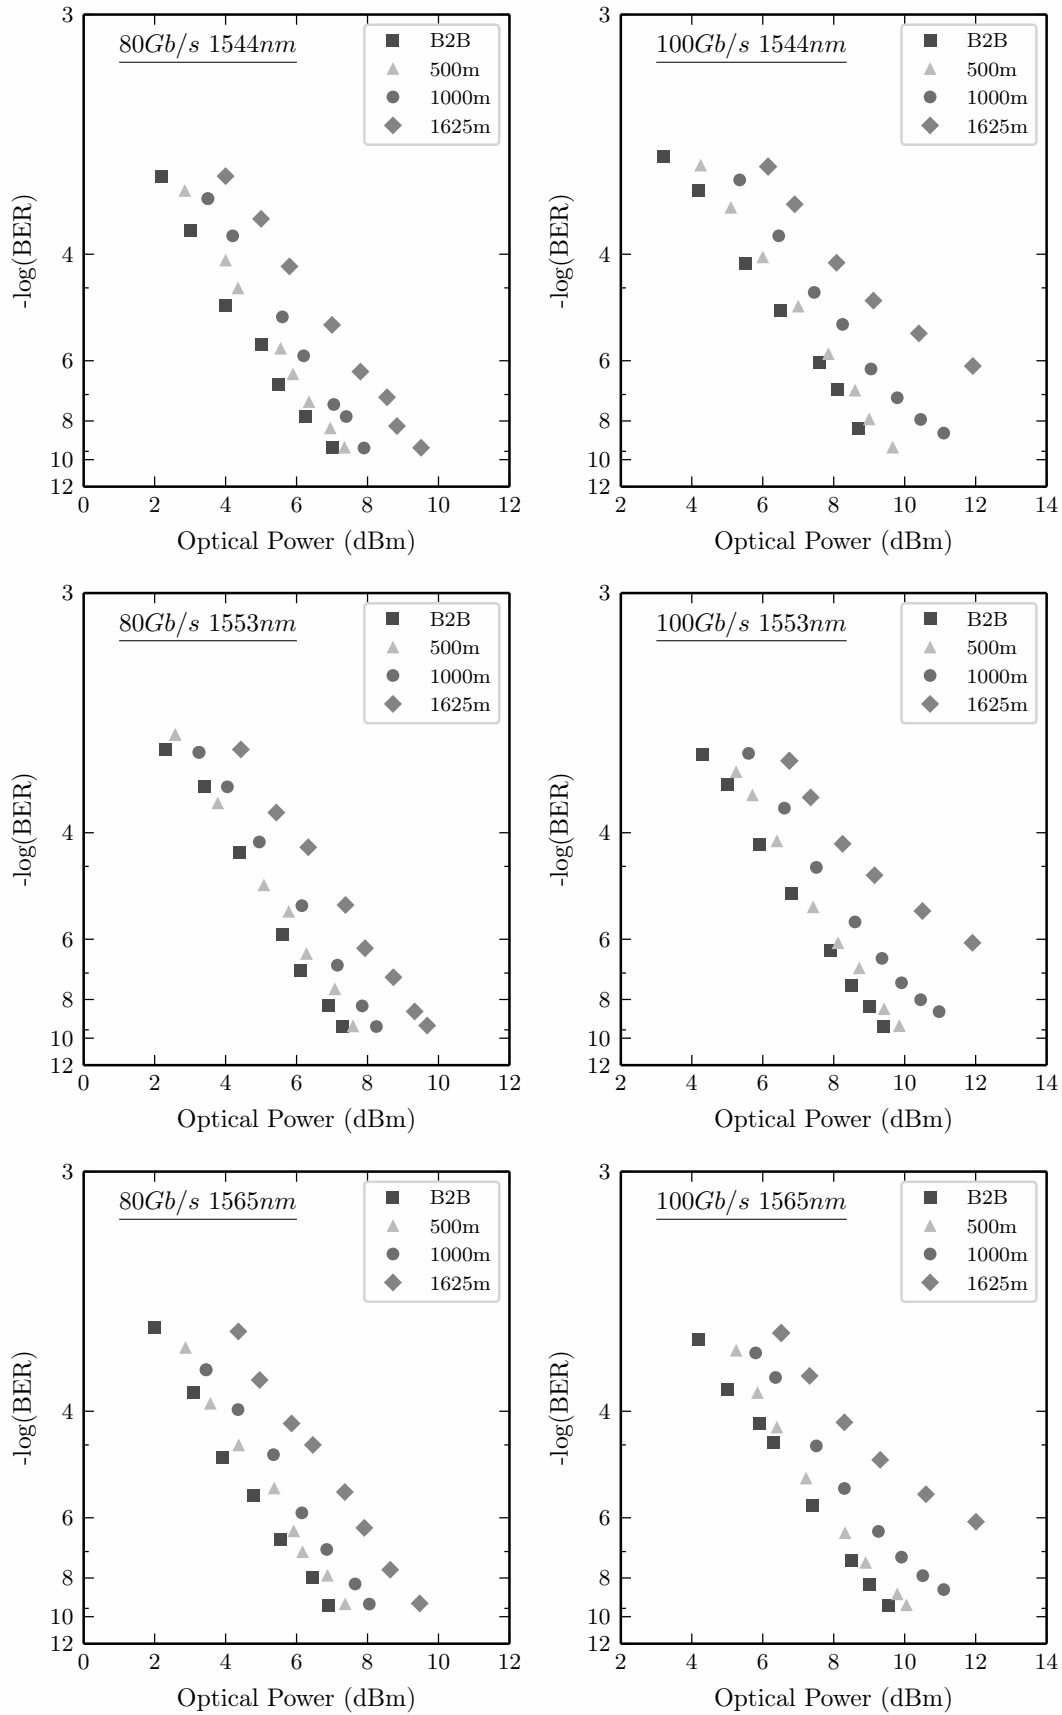 80Gb/s 1544nm
B2B
500m
1000m
1625m
3
4
6
8
10
12
-log(BER)
0 2 4 6 8 10 12
Optical Power (dBm)
100Gb/s 1544nm
B2B
500m
1000m
1625m
3
4
6
8
10
12
-log(BER)
2 4 6 8 10 12 14
Optical Power (dBm)
80Gb/s 1553nm
B2B
500m
1000m
1625m
3
4
6
8
10
12
-log(BER)
0 2 4 6 8 10 12
Optical Power (dBm)
100Gb/s 1553nm
B2B
500m
1000m
1625m
3
4
6
8
10
12
-log(BER)
2 4 6 8 10 12 14
Optical Power (dBm)
80Gb/s 1565nm
B2B
500m
1000m
1625m
3
4
6
8
10
12
-log(BER)
0 2 4 6 8 10 12
Optical Power (dBm)
100Gb/s 1565nm
B2B
500m
1000m
1625m
3
4
6
8
10
12
-log(BER)
2 4 6 8 10 12 14
Optical Power (dBm)